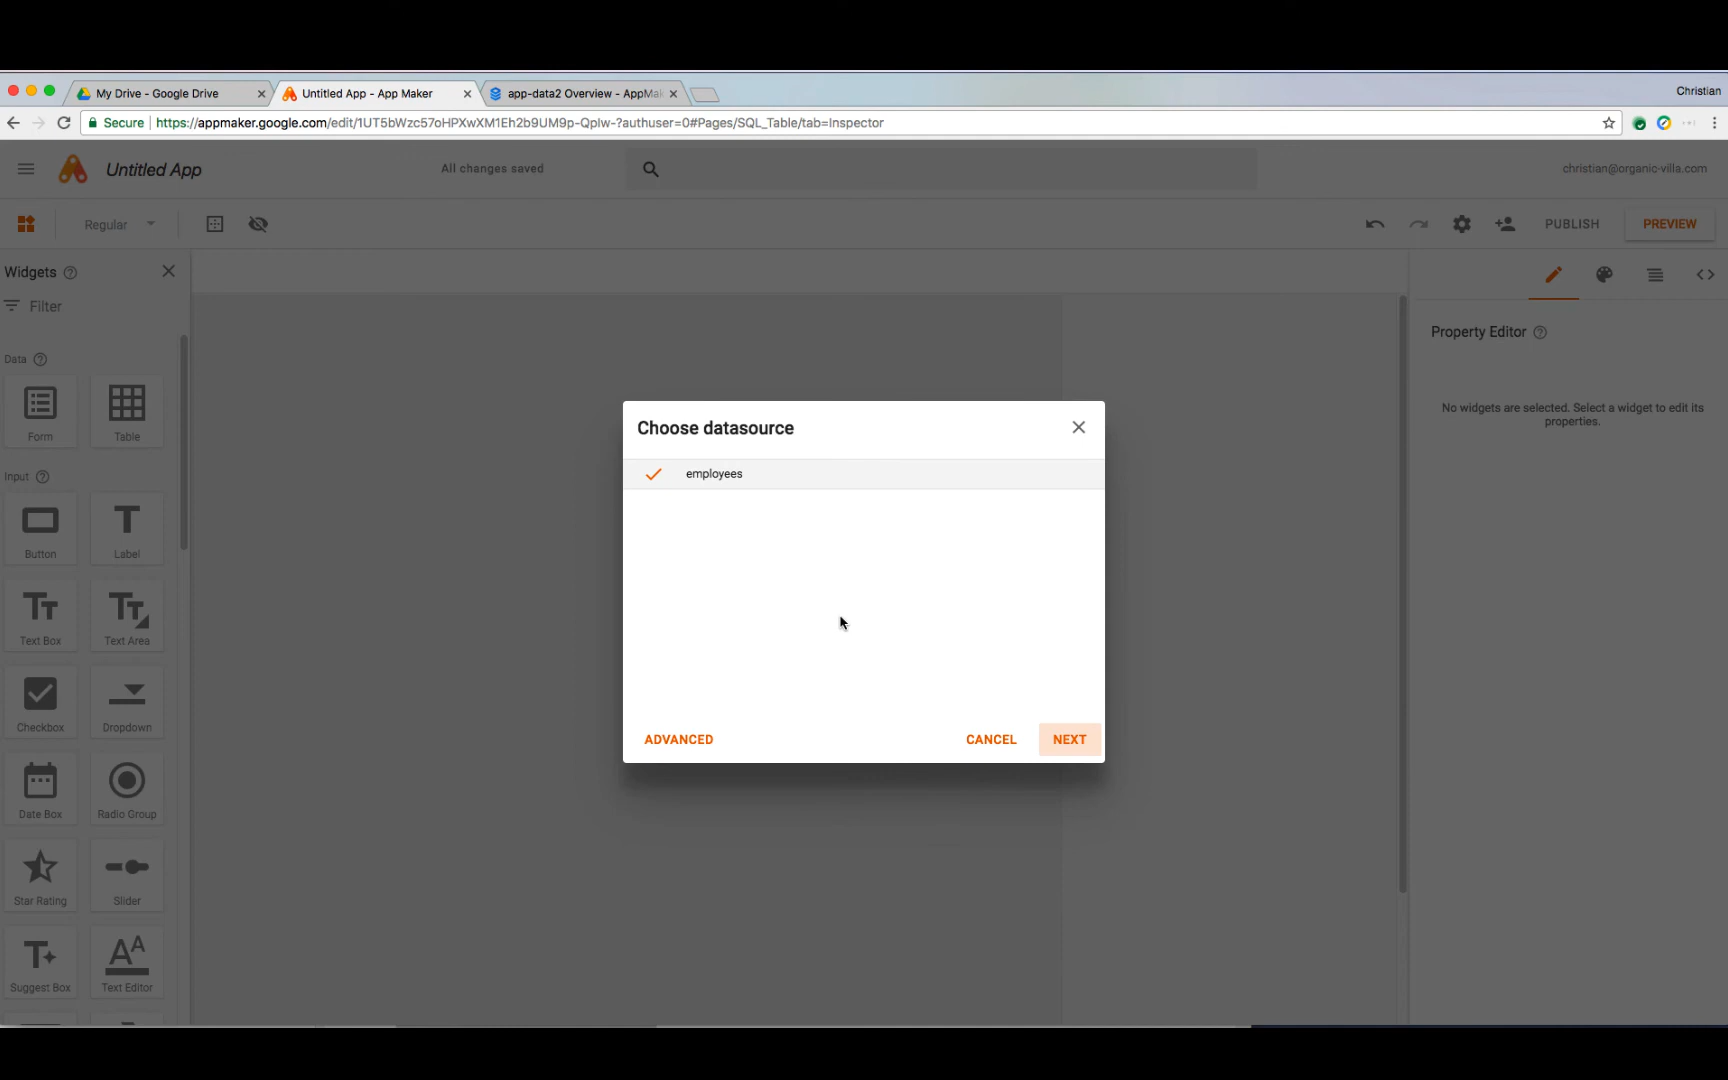 Christian
My Drive - Google Drive
Untitled App - App Maker
app-data2 Overview - AppMak
Secure
https://appmaker.google.com/edit/1UT5bWzc57oHPXwXM1Eh2b9UM9p-Qplw-?authuser=0#Pages/SQL_Table/tab=Inspector
Untitled App
All changes saved
christian@organic-villa.com
Regular
PUBLISH
PREVIEW
Widgets
Filter
Data
Form
Table
Input
Button
Label
Text Box
Text Area
Checkbox
Dropdown
Date Box
Radio Group
Star Rating
Slider
Suggest Box
Text Editor
Choose datasource
employees
ADVANCED
CANCEL
NEXT
Property Editor
No widgets are selected. Select a widget to edit its
properties.